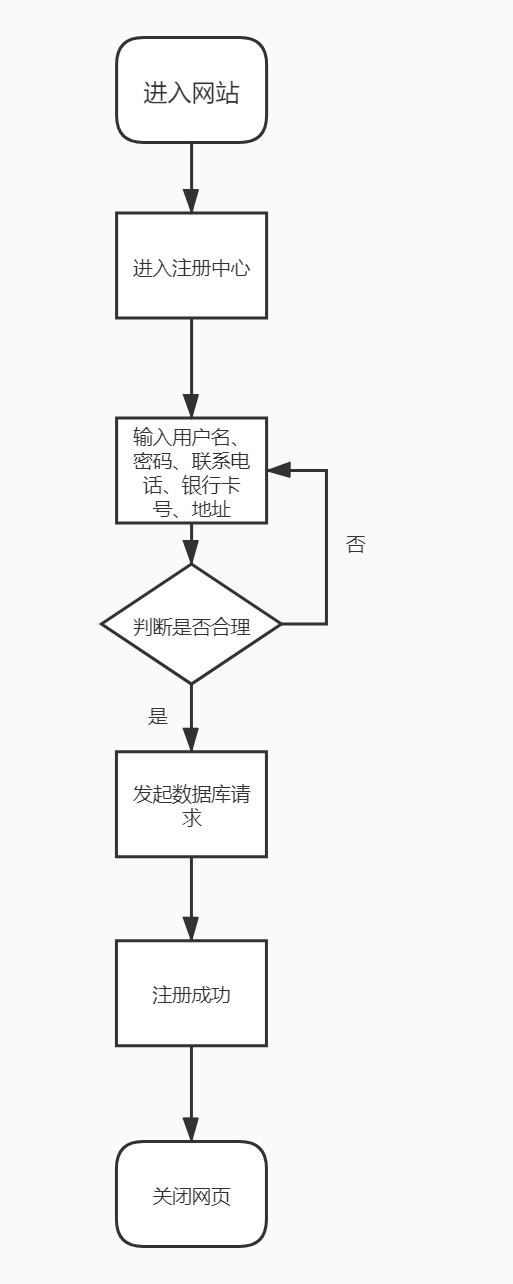 进入网站
进入注册中心
输入用户名、
密码、联系电
话、银行卡
号、地址
否
判断是否合理
是
发起数据库请
求
注册成功
关闭网页